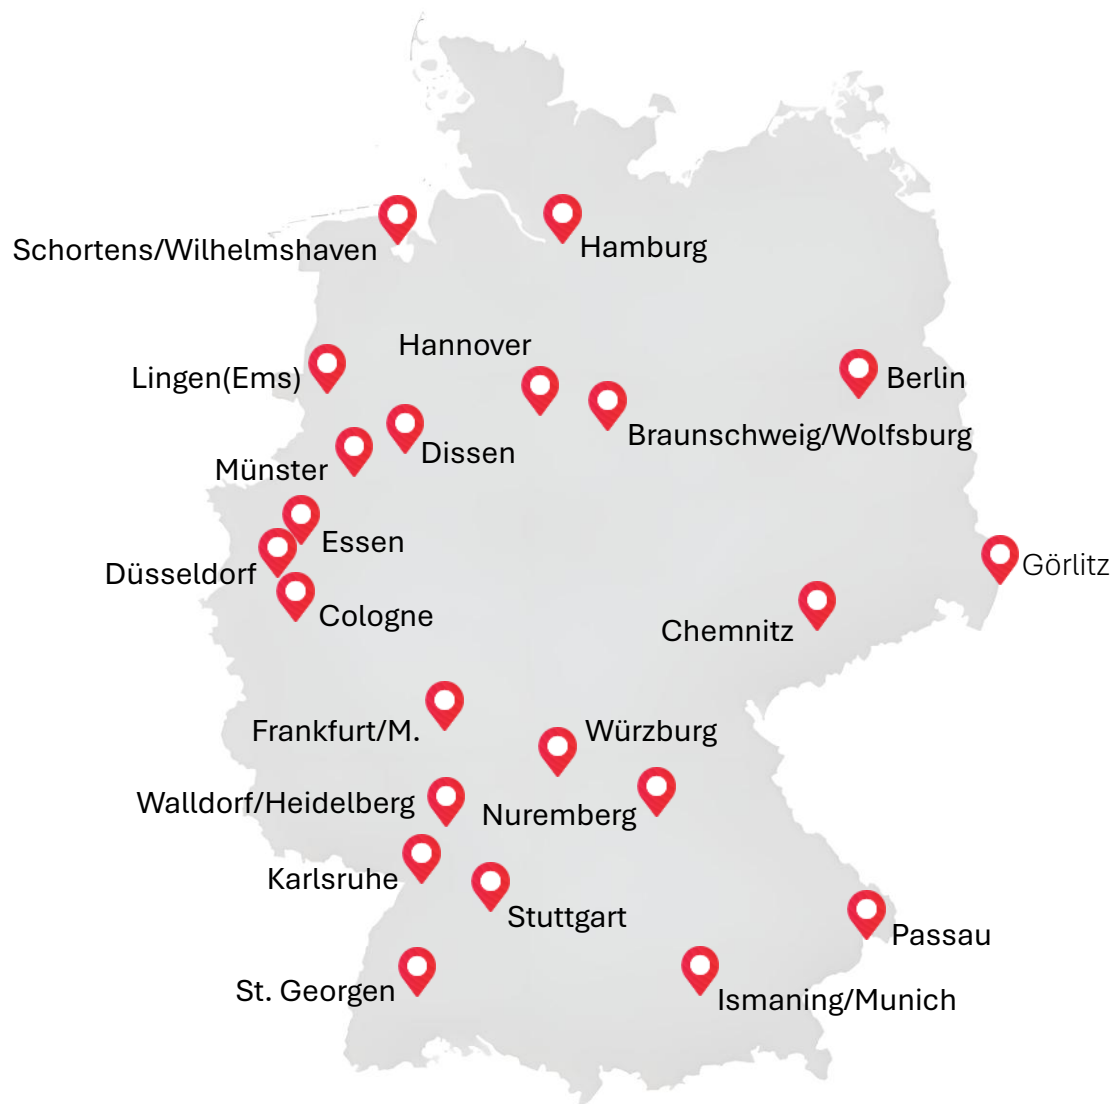 Schortens/Wilhelmshaven
Hamburg
Hannover
Lingen(Ems)
Berlin
Braunschweig/Wolfsburg
Dissen
Münster
Essen
Düsseldorf
Görlitz
Cologne
Chemnitz
Frankfurt/M.
Würzburg
Walldorf/Heidelberg
Nuremberg
Karlsruhe
Stuttgart
Passau
St. Georgen
Ismaning/Munich